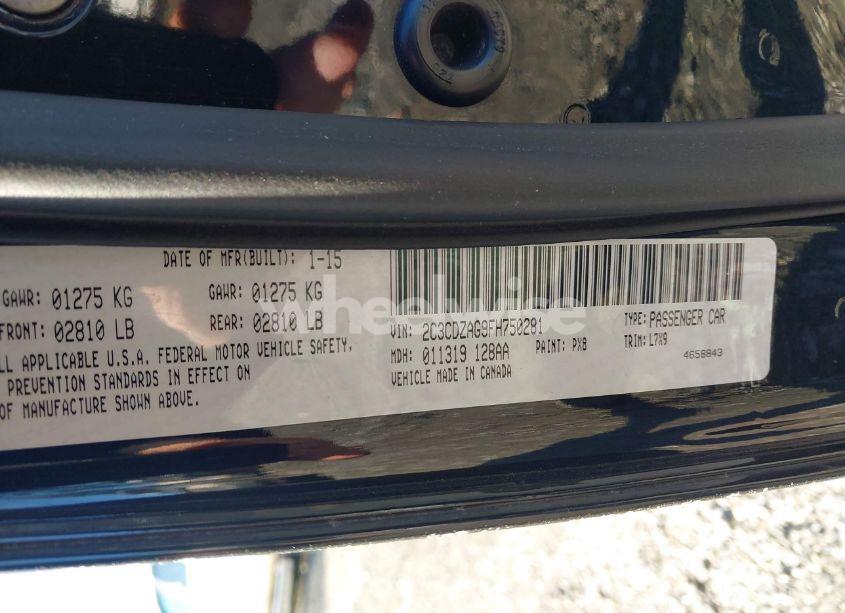 DATE OF MFR(BUILT): 1-15
GAWR: 01275 KG GAWR: 01275 KG
FRONT: 02810 LB REAR: 02810 LB
ALL APPLICABLE U.S.A. FEDERAL MOTOR VEHICLE SAFETY,
PREVENTION STANDARDS IN EFFECT ON
OF MANUFACTURE SHOWN ABOVE.
VIN: 2C3CDZAG9FH750281 TYPE: PASSENGER CAR
MDH: 011319 128AA PAINT: PX8 TRIM: L7X9
VEHICLE MADE IN CANADA 4658843
wheelwise